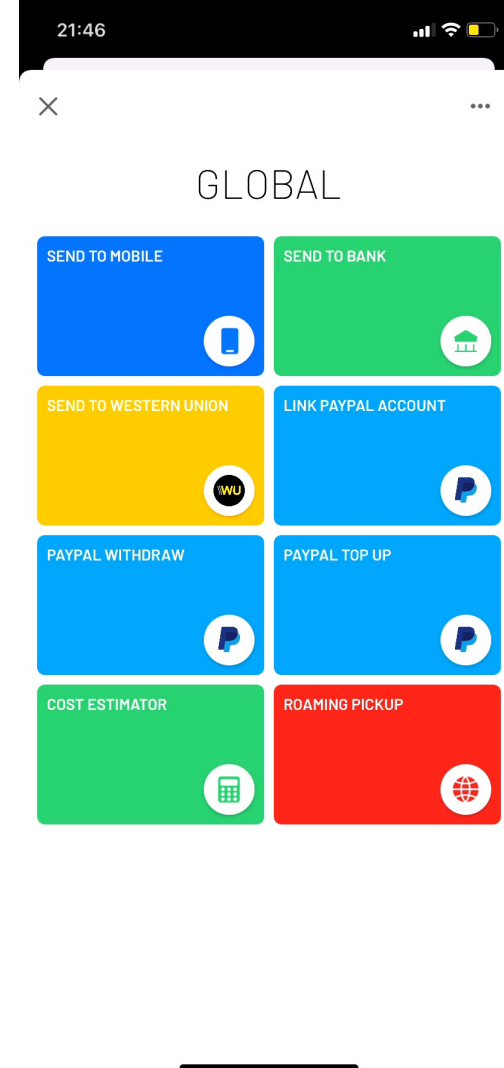 21:46
GLOBAL
SEND TO MOBILE
SEND TO BANK
SEND TO WESTERN UNION
WU
LINK PAYPAL ACCOUNT
PAYPAL WITHDRAW
PAYPAL TOP UP
COST ESTIMATOR
ROAMING PICKUP